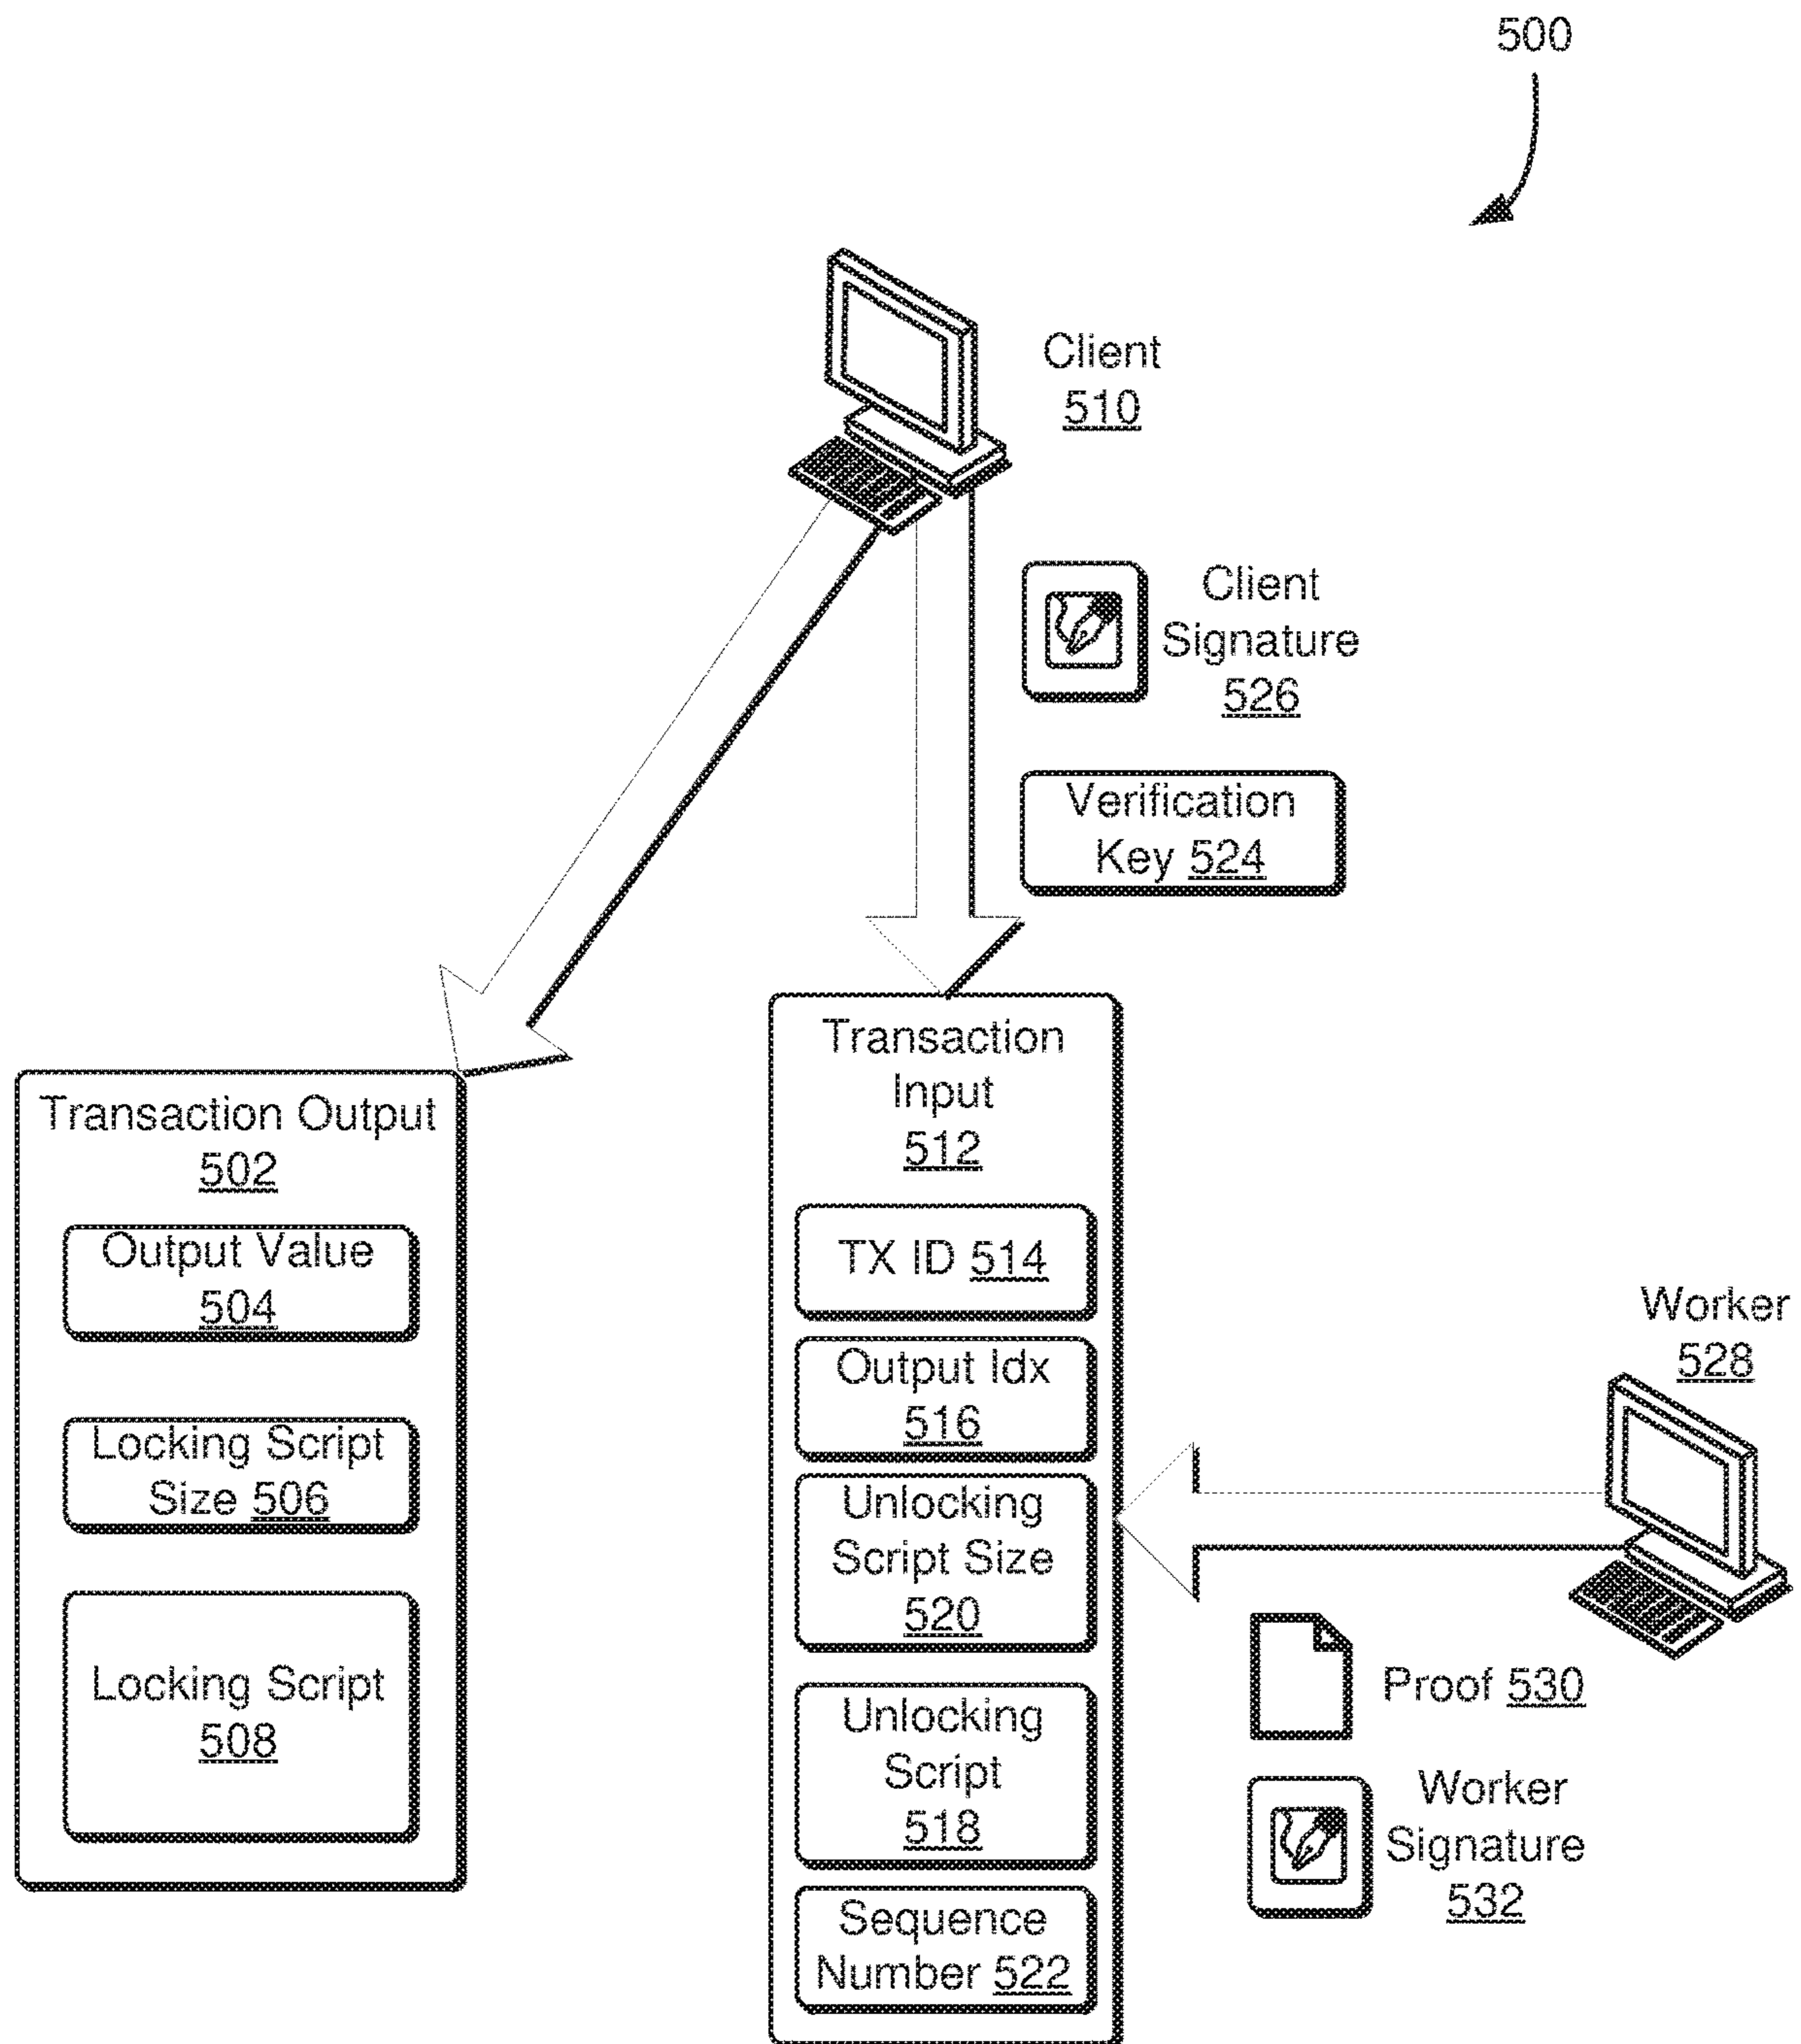 500
Client
510
Client
Signature
526
Verification
Key 524
Transaction Output
502
Output Value
504
Locking Script
Size 506
Locking Script
508
Transaction
Input
512
TX ID 514
Output Idx
516
Unlocking
Script Size
520
Unlocking
Script
518
Sequence
Number 522
Worker
528
Proof 530
Worker
Signature
532